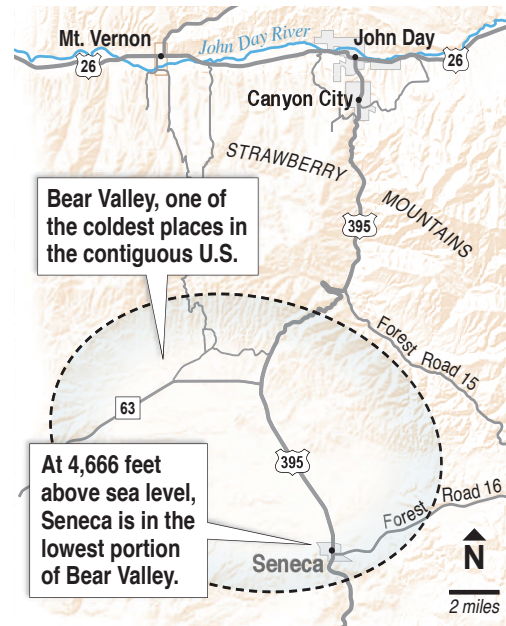 Mt. Vernon
John Day River
John Day
26
26
Canyon City
STRAWBERRY
MOUNTAINS
Bear Valley, one of
the coldest places in
the contiguous U.S.
395
Forest Road 15
63
At 4,666 feet
above sea level,
Seneca is in the
lowest portion
of Bear Valley.
395
Forest Road 16
Seneca
N
2 miles